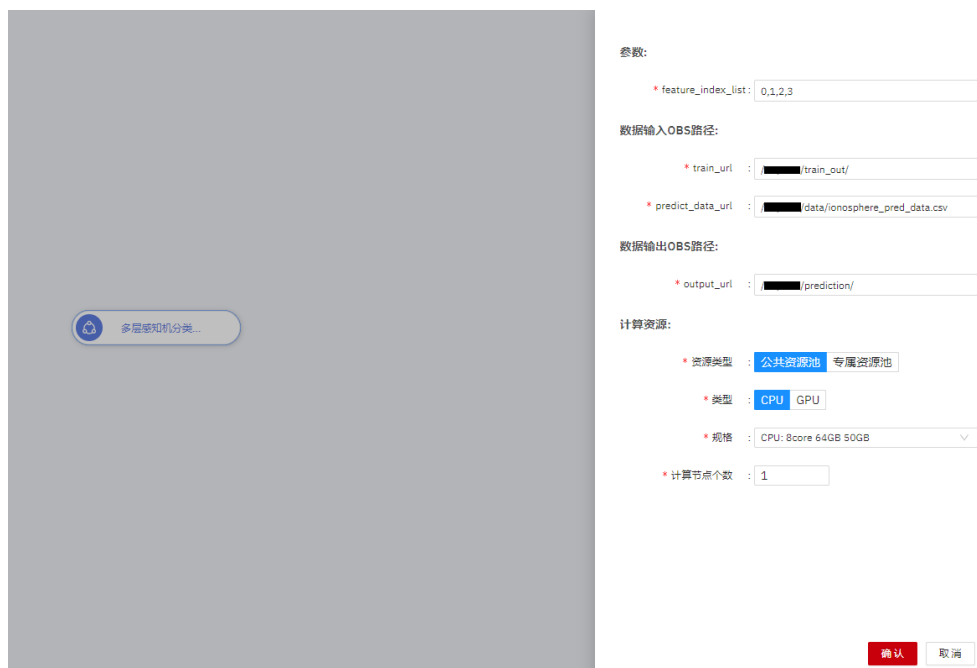 参数:
* feature_index_list : 0,1,2,3
数据输入OBS路径:
* train_url : / /train_out/
* predict_data_url : / /data/ionosphere_pred_data.csv
数据输出OBS路径:
* output_url : / /prediction/
多层感知机分类...
计算资源:
* 资源类型 : 公共资源池 专属资源池
* 类型 : CPU GPU
* 规格 : CPU: 8core 64GB 50GB
* 计算节点个数 : 1
确认 取消